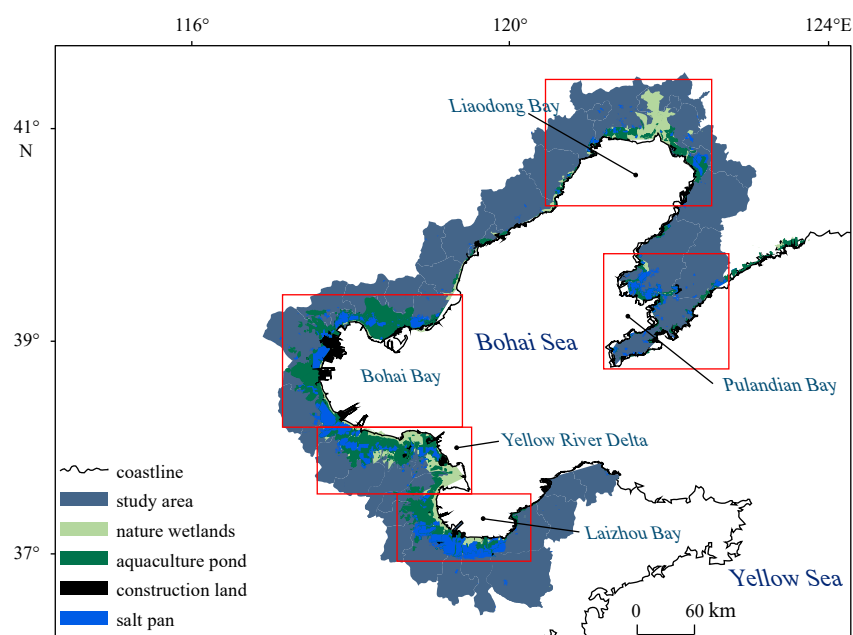 116°
120°
124°E
Liaodong Bay
41°
N
39°
Bohai Sea
Bohai Bay
Pulandian Bay
Yellow River Delta
coastline
study area
nature wetlands
Laizhou Bay
37°
aquaculture pond
Yellow Sea
construction land
0 60 km
salt pan